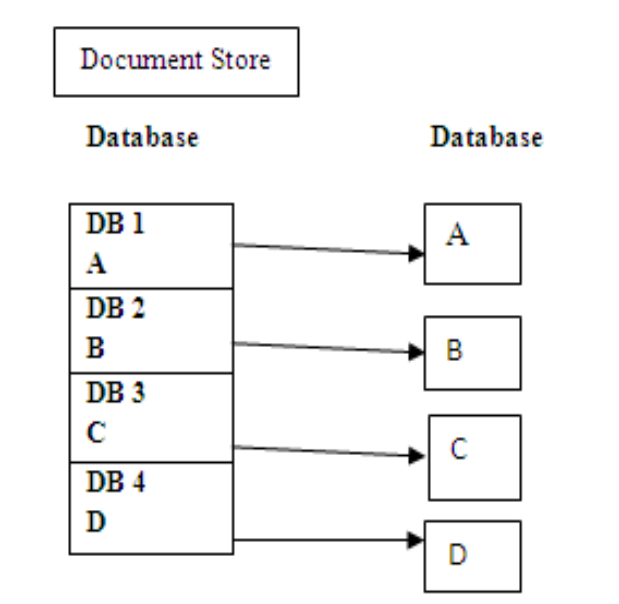 Document Store
Database
Database
DB 1
A
A
DB 2
B
B
DB 3
C
C
DB 4
D
D